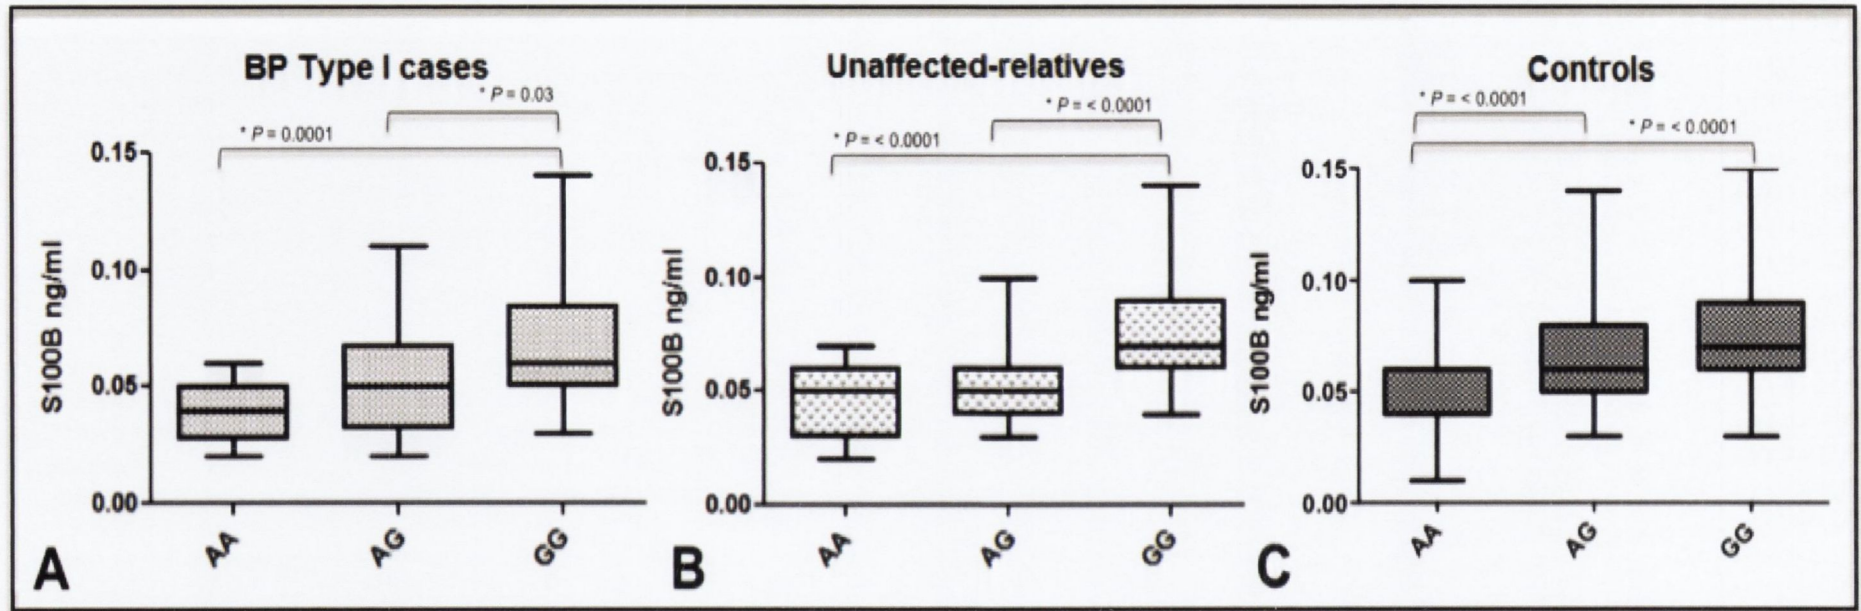 BP Type I cases
* P = 0.03
* P = 0.0001
0.15
0.10
0.05
0.00
S100B ng/ml
AA
AG
GG
A
Unaffected-relatives
* P = < 0.0001
* P = < 0.0001
0.15
0.10
0.05
0.00
S100B ng/ml
AA
AG
GG
B
Controls
* P = < 0.0001
* P = < 0.0001
0.15
0.10
0.05
0.00
S100B ng/ml
AA
AG
GG
C